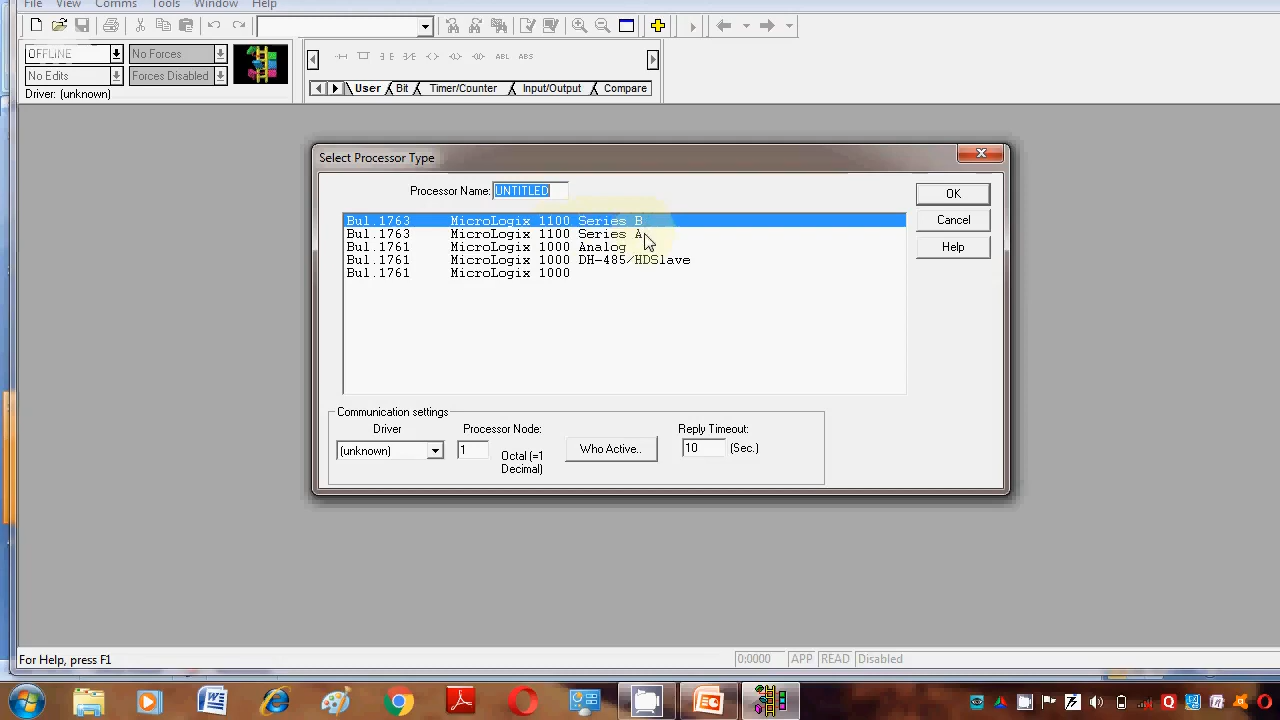 File View Comms Tools Window Help
OFFLINE No Forces
No Edits Forces Disabled
Driver: (unknown)
ABL ABS
User Bit Timer/Counter Input/Output Compare
Select Processor Type
Processor Name: UNTITLED
OK
Cancel
Help
Bul.1763 MicroLogix 1100 Series B
Bul.1763 MicroLogix 1100 Series A
Bul.1761 MicroLogix 1000 Analog
Bul.1761 MicroLogix 1000 DH-485/HDSlave
Bul.1761 MicroLogix 1000
Communication settings
Driver Processor Node: Reply Timeout:
(unknown) 1 Octal (=1 Decimal) Who Active.. 10 (Sec.)
For Help, press F1 0:0000 APP READ Disabled